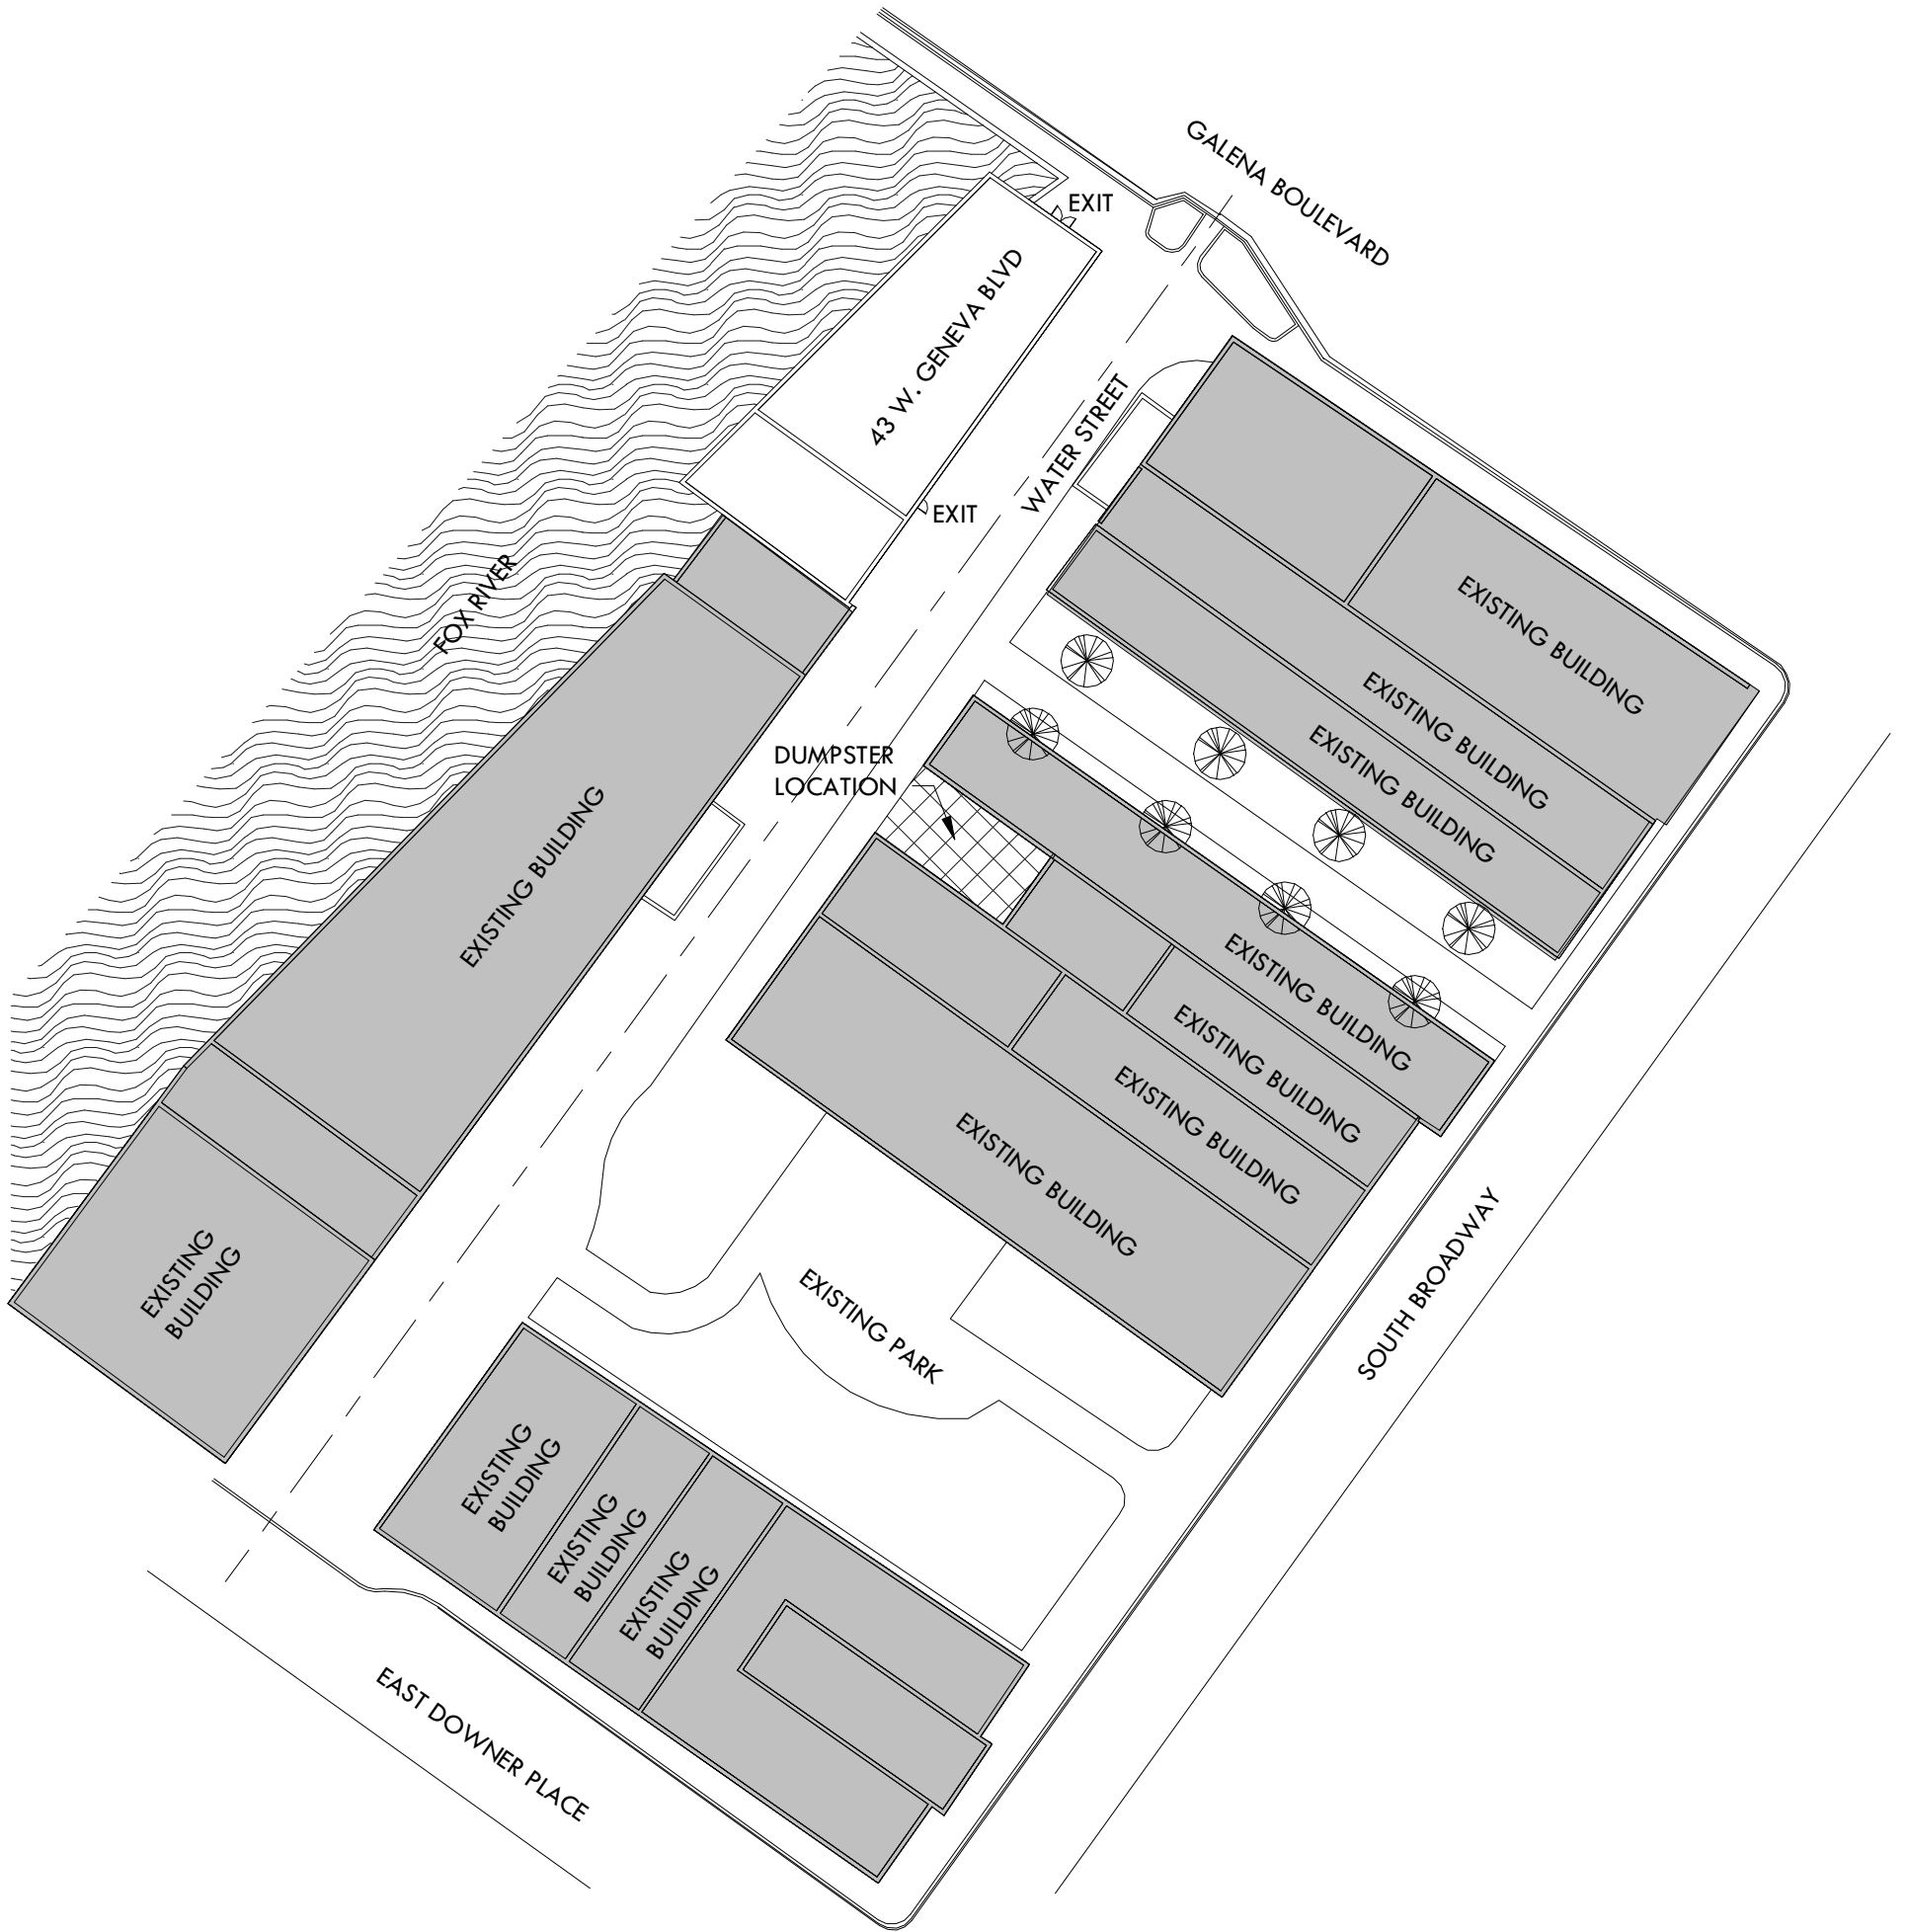 GALENA BOULEVARD
EXIT
43 W. GENEVA BLVD
WATER STREET
EXIT
FOX RIVER
EXISTING BUILDING
EXISTING BUILDING
EXISTING BUILDING
DUMPSTER
LOCATION
EXISTING BUILDING
EXISTING BUILDING
EXISTING BUILDING
EXISTING BUILDING
EXISTING BUILDING
SOUTH BROADWAY
EXISTING
BUILDING
EXISTING PARK
EXISTING
BUILDING
EXISTING
BUILDING
EXISTING
BUILDING
EAST DOWNER PLACE